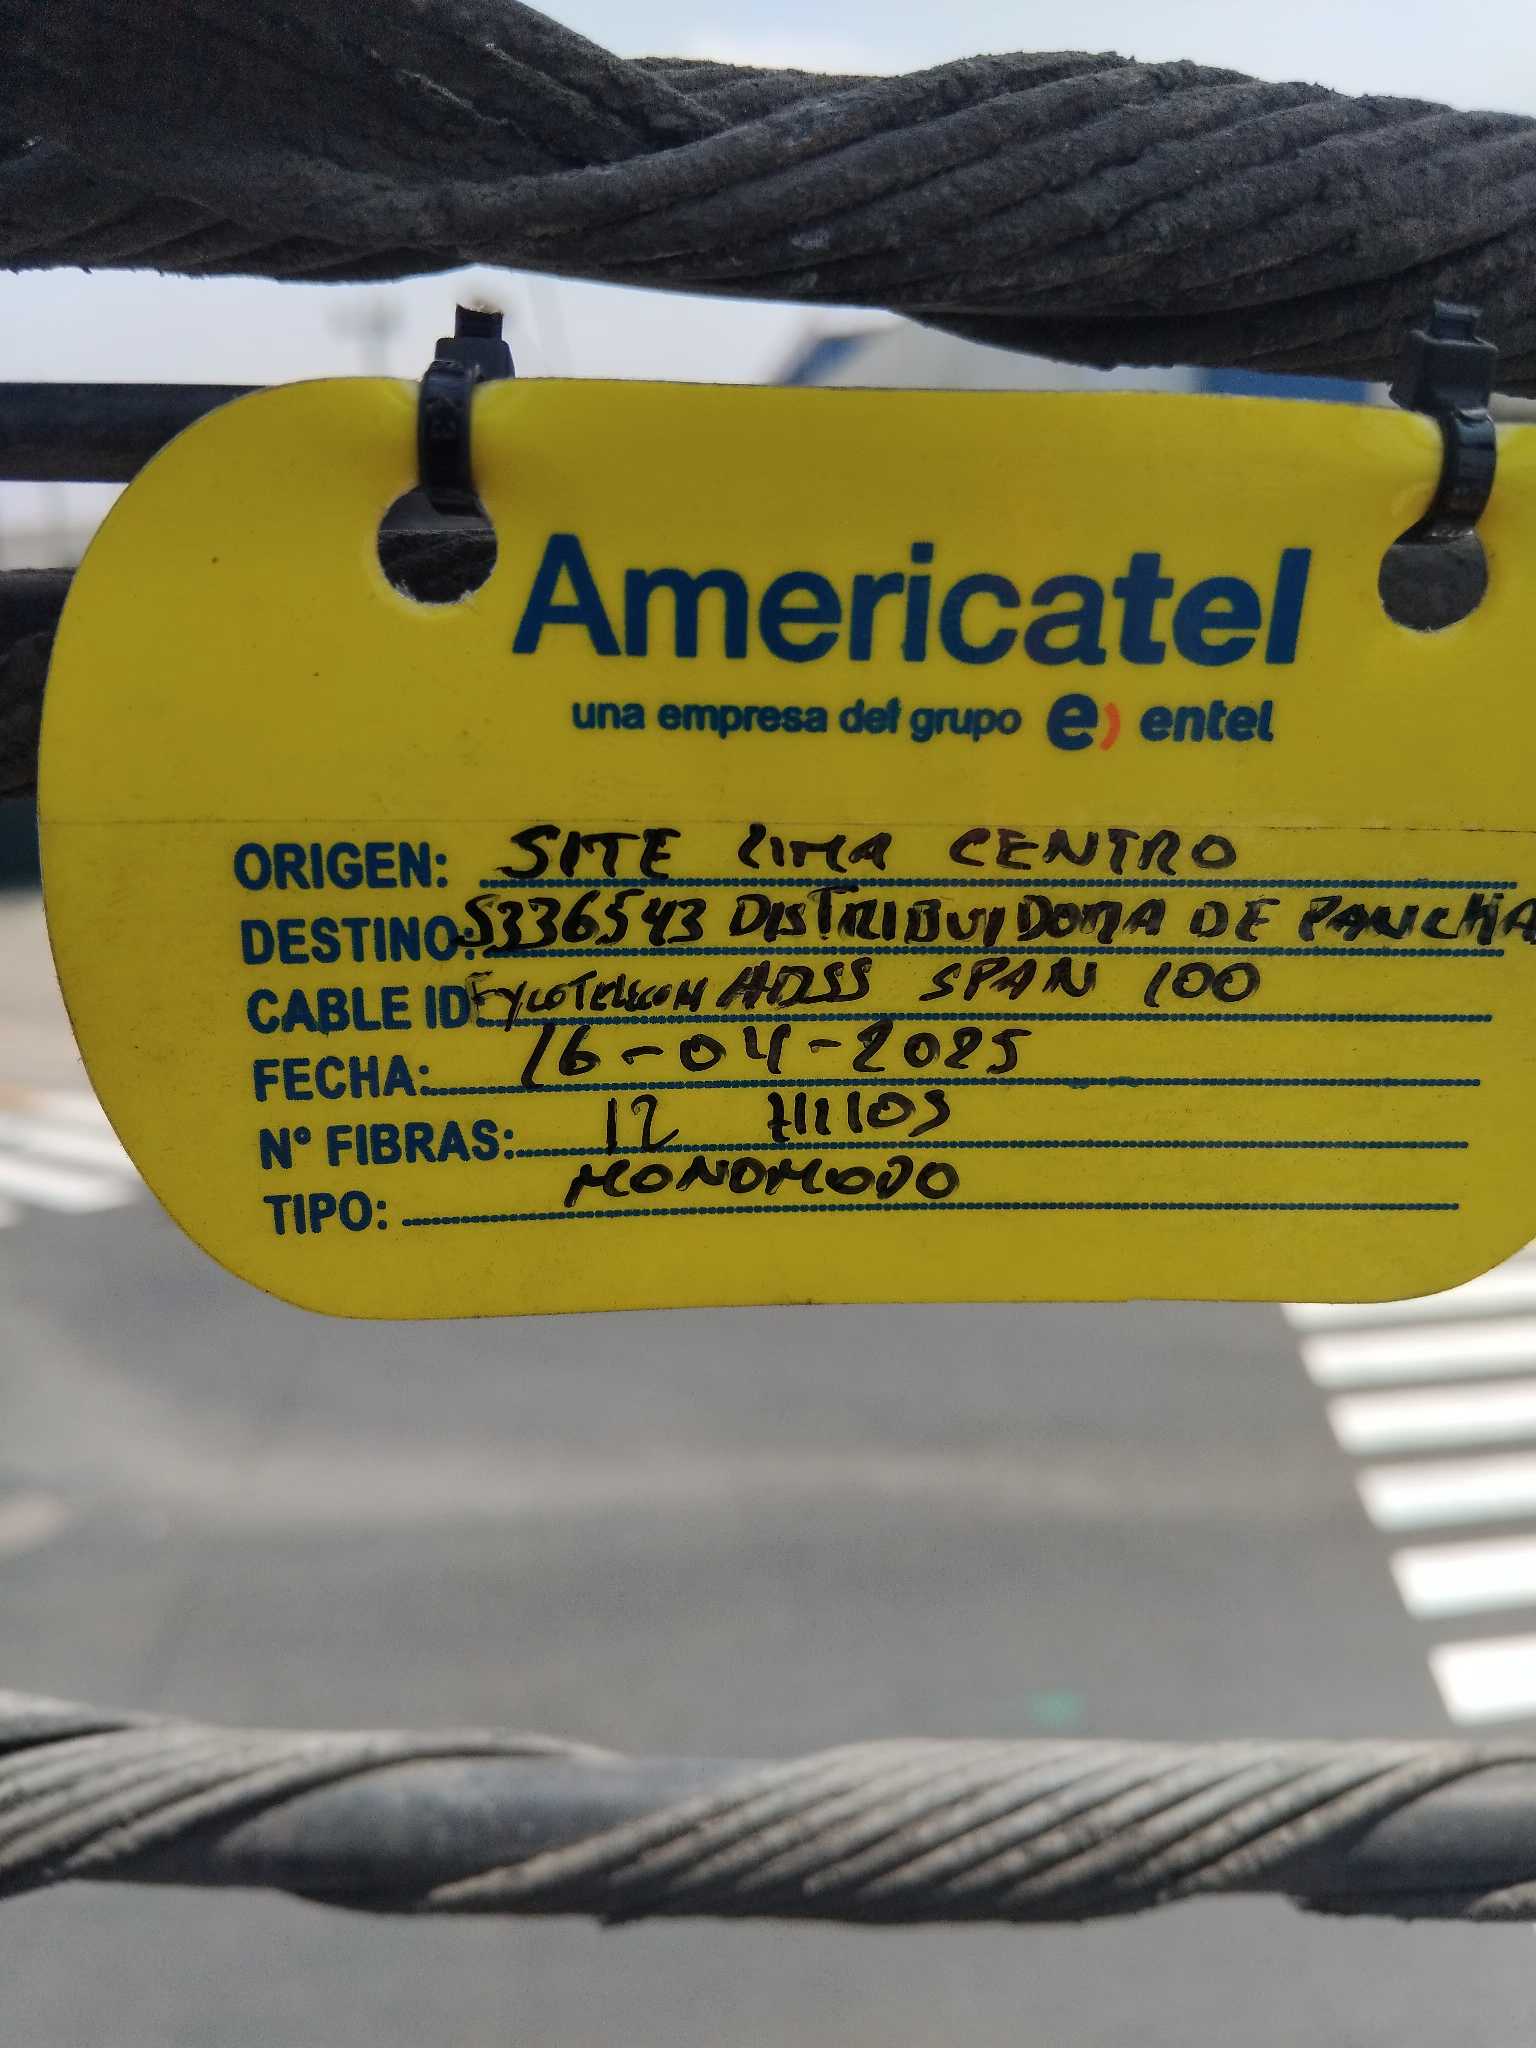 Americatel
una empresa del grupo e) entel
ORIGEN: SITE LIMA CENTRO
DESTINO: S336543 DISTRIBUIDORA DE PANCHA
CABLE ID: FycoTelecom ADSS SPAN 100
FECHA: 16-04-2025
N° FIBRAS: 12 HILOS
TIPO: MONOMODO